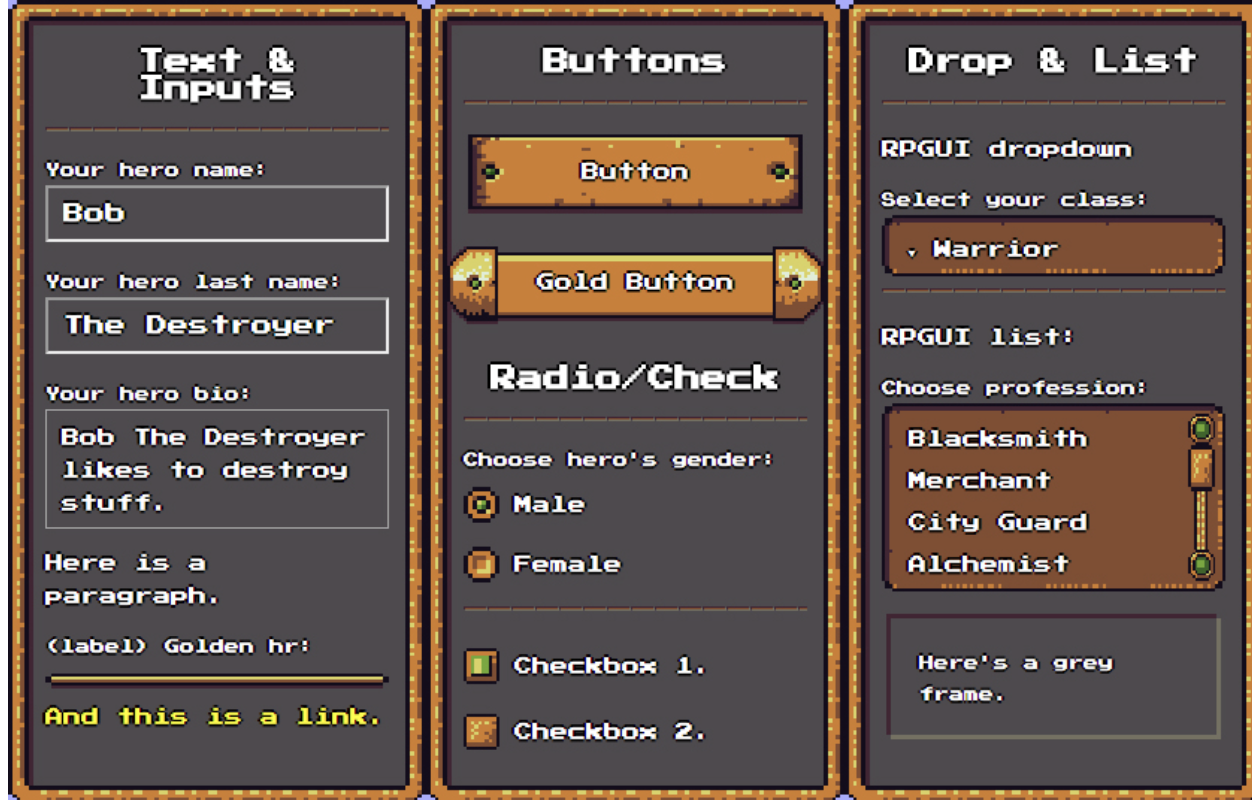 Text &
Inputs
Your hero name:
Bob
Your hero last name:
The Destroyer
Your hero bio:
Bob The Destroyer
likes to destroy
stuff.
Here is a
paragraph.
(label) Golden hr:
And this is a link.
Buttons
Button
Gold Button
Radio/Check
Choose hero's gender:
Male
Female
Checkbox 1.
Checkbox 2.
Drop & List
RPGUI dropdown
Select your class:
Warrior
RPGUI list:
Choose profession:
Blacksmith
Merchant
City Guard
Alchemist
Here's a grey
frame.